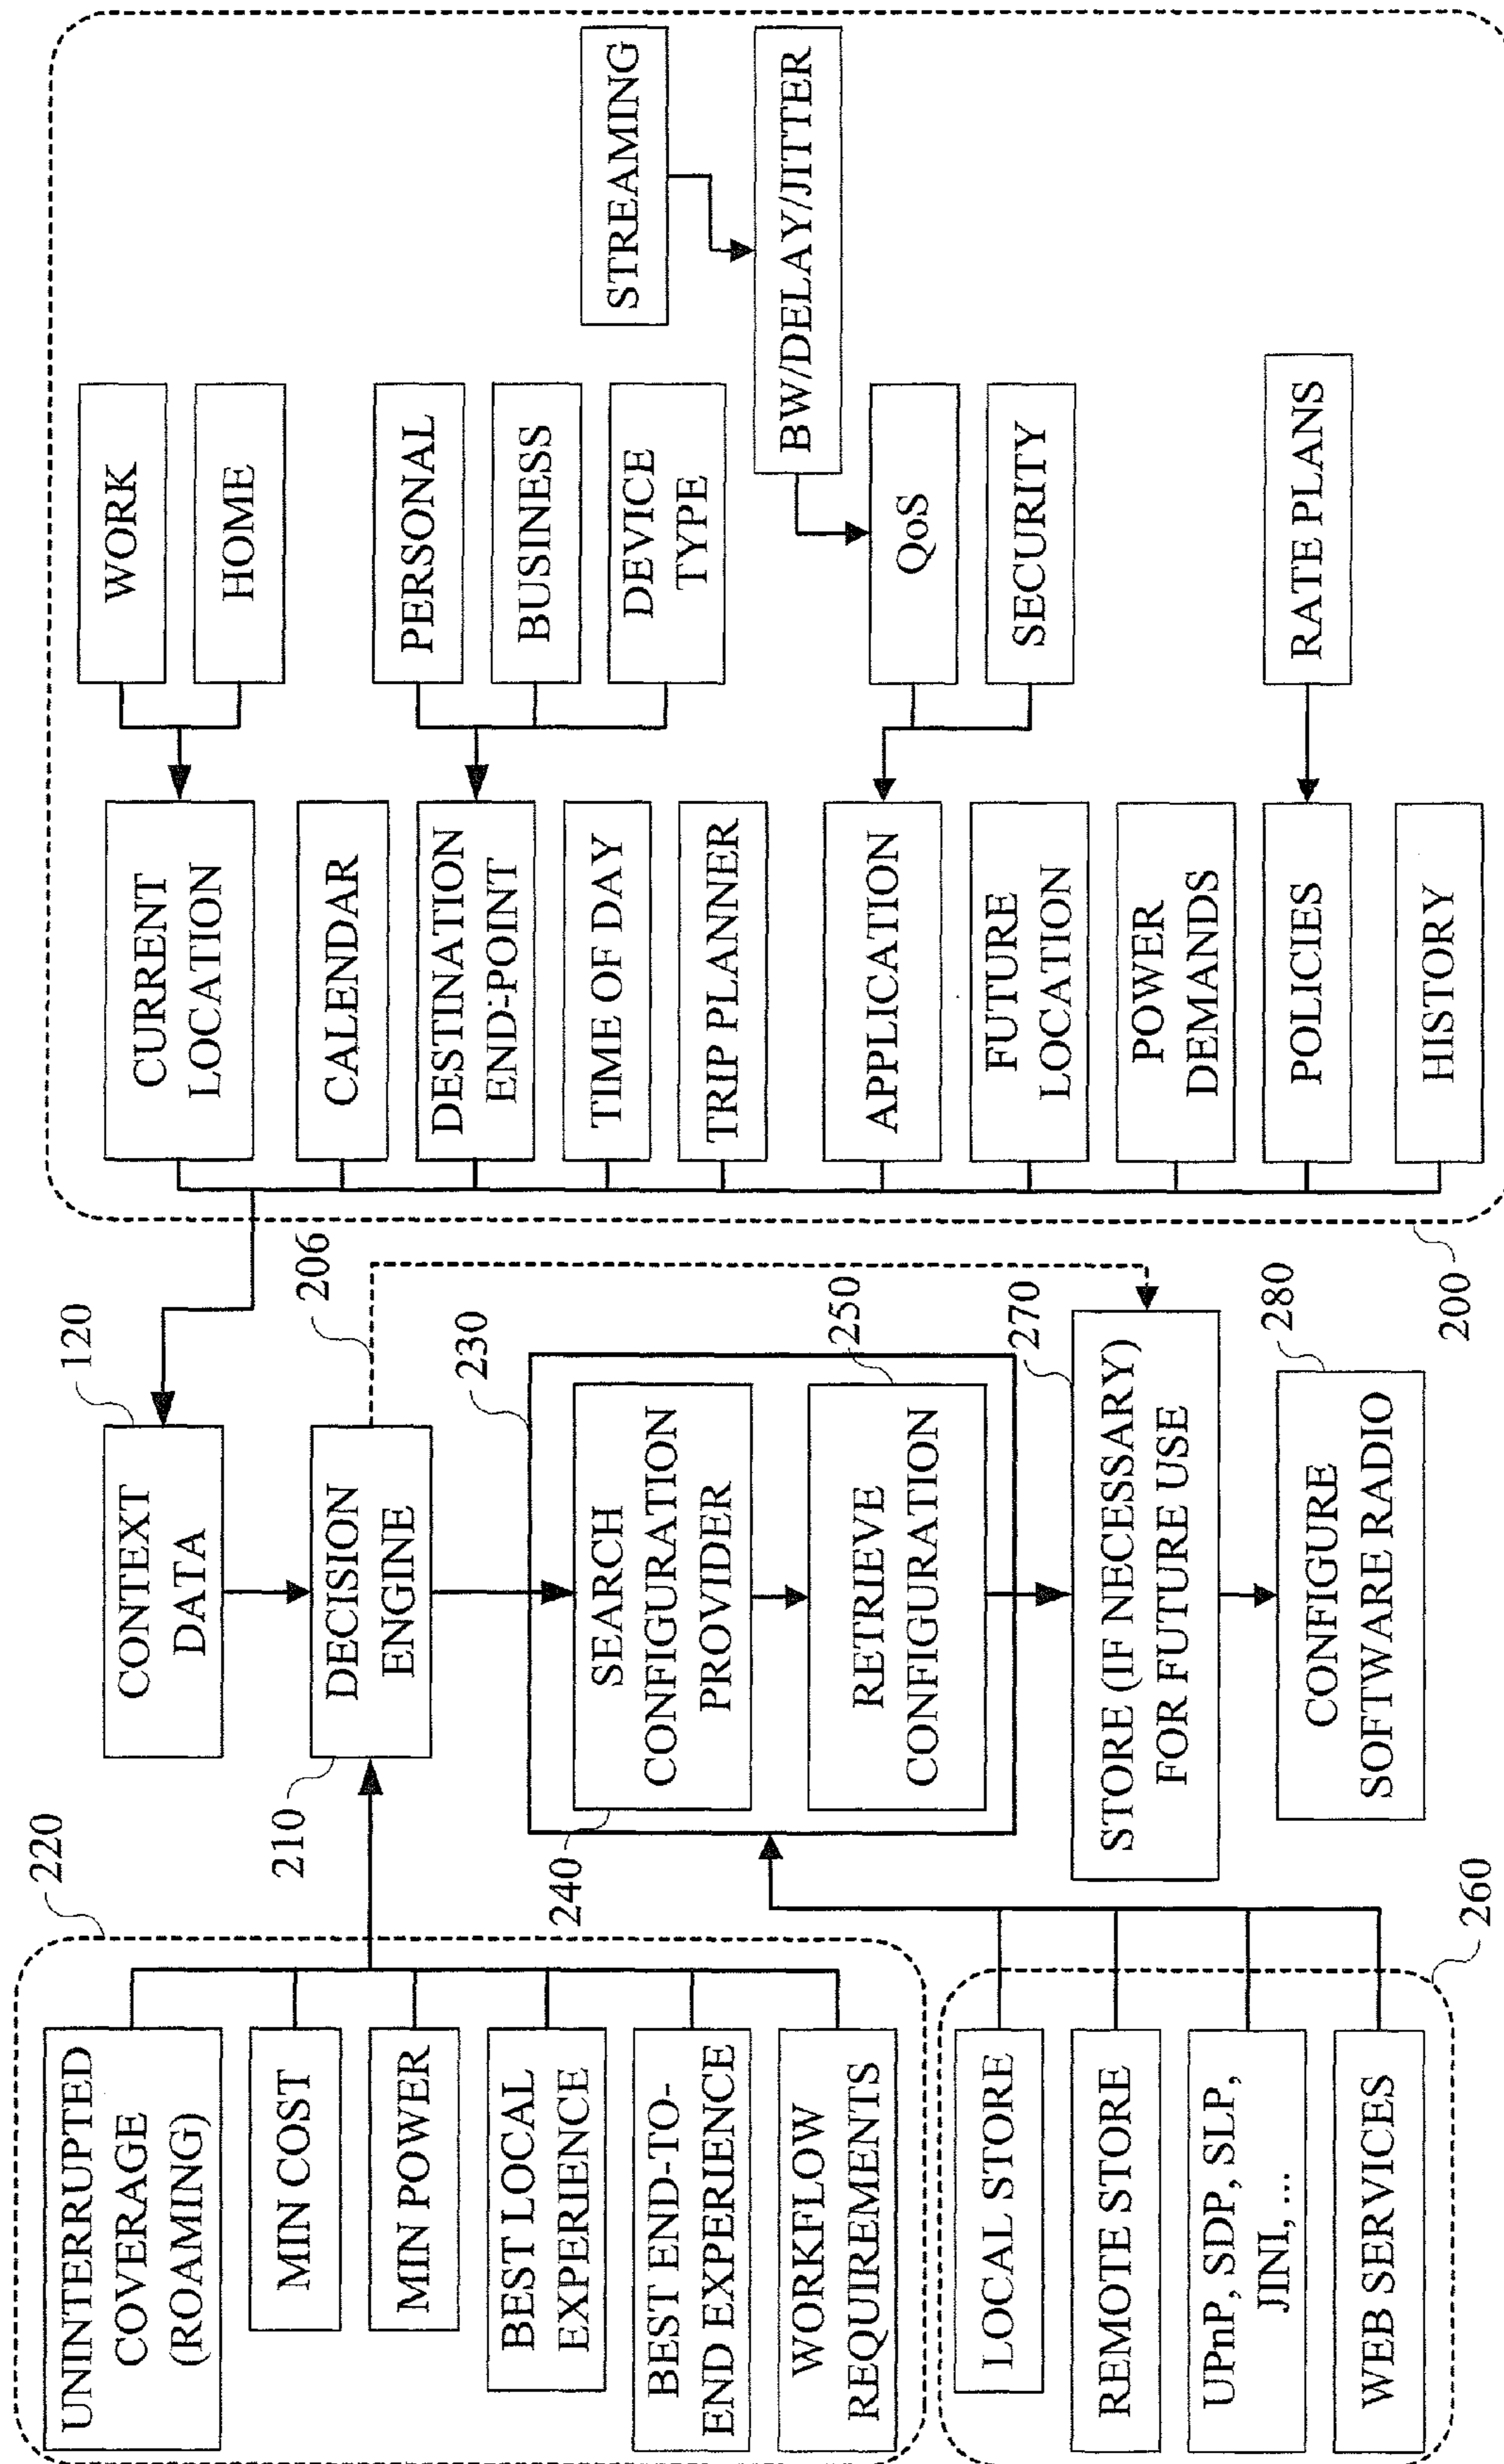 220
UNINTERRUPTED
COVERAGE
(ROAMING)
MIN COST
MIN POWER
BEST LOCAL
EXPERIENCE
BEST END-TO-
END EXPERIENCE
WORKFLOW
REQUIREMENTS
LOCAL STORE
REMOTE STORE
UPnP, SDP, SLP,
JINI, ...
WEB SERVICES
260
120
CONTEXT
DATA
206
210
DECISION
ENGINE
230
240
SEARCH
CONFIGURATION
PROVIDER
250
RETRIEVE
CONFIGURATION
270
STORE (IF NECESSARY)
FOR FUTURE USE
280
CONFIGURE
SOFTWARE RADIO
200
CURRENT
LOCATION
CALENDAR
DESTINATION
END-POINT
TIME OF DAY
TRIP PLANNER
APPLICATION
FUTURE
LOCATION
POWER
DEMANDS
POLICIES
HISTORY
WORK
HOME
PERSONAL
BUSINESS
DEVICE
TYPE
QoS
SECURITY
RATE PLANS
STREAMING
BW/DELAY/JITTER